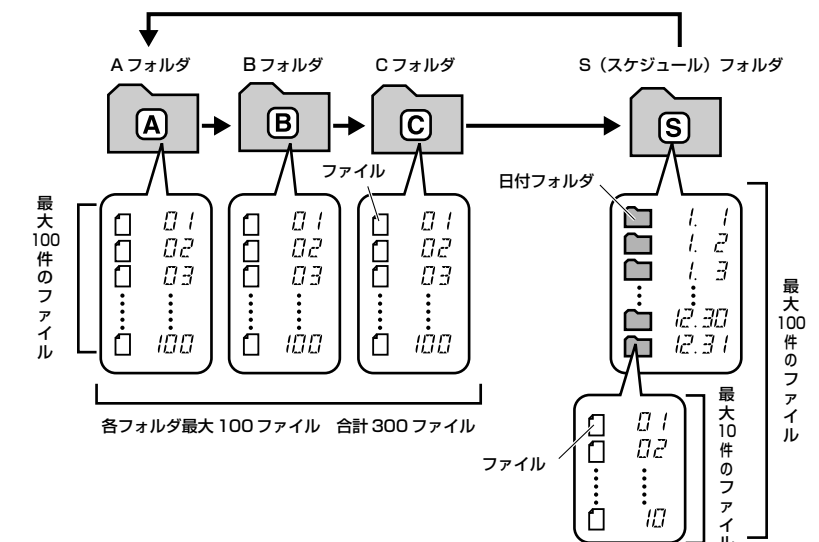 Aフォルダ
Bフォルダ
Cフォルダ
S（スケジュール）フォルダ
A
B
C
S
ファイル
日付フォルダ
最大100件のファイル
01
02
03
100
01
02
03
100
01
02
03
100
1. 1
1. 2
1. 3
12.30
12.31
最大100件のファイル
各フォルダ最大100ファイル　合計300ファイル
ファイル
01
02
10
最大10件のファイル